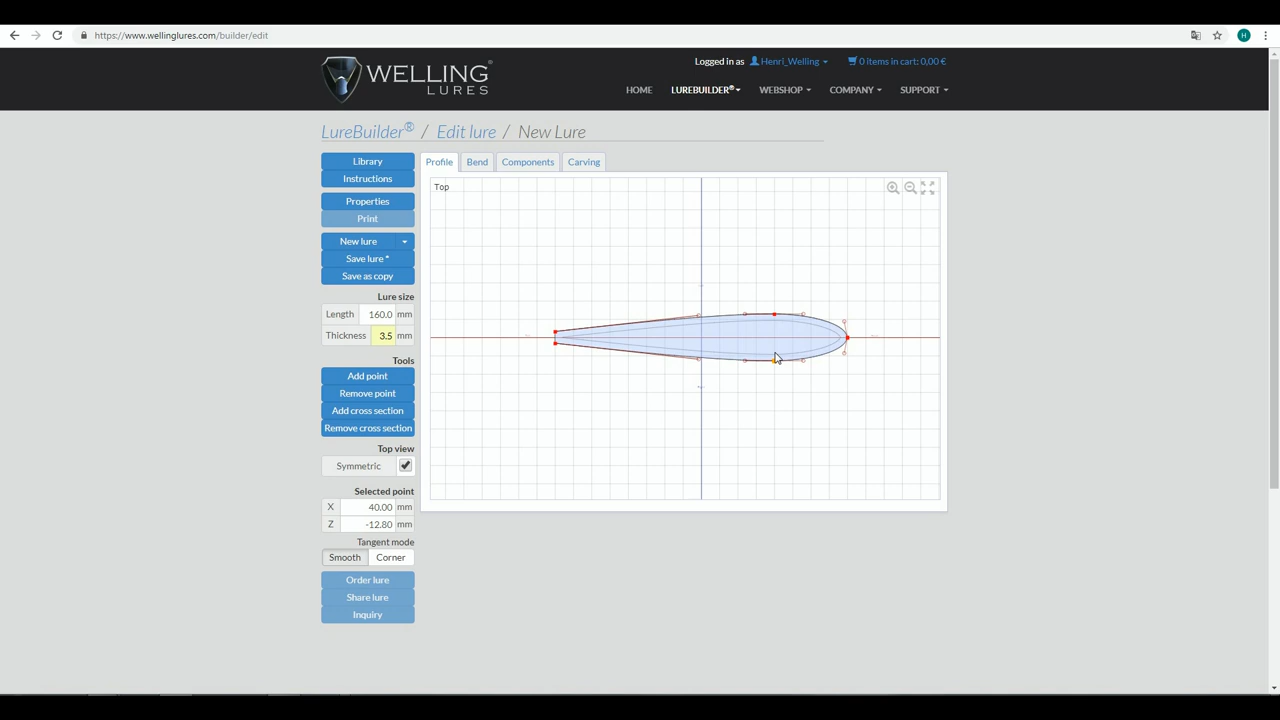 https://www.wellinglures.com/builder/edit
H
WELLING
LURES
Logged in as Henri_Welling 0 items in cart: 0,00 €
HOME LUREBUILDER® WEBSHOP COMPANY SUPPORT
LureBuilder® / Edit lure / New Lure
Library
Instructions
Properties
Print
New lure
Save lure *
Save as copy
Lure size
Length 160.0 mm
Thickness 3.5 mm
Tools
Add point
Remove point
Add cross section
Remove cross section
Top view
Symmetric
Selected point
X 40.00 mm
Z -12.80 mm
Tangent mode
Smooth Corner
Order lure
Share lure
Inquiry
Profile Bend Components Carving
Top